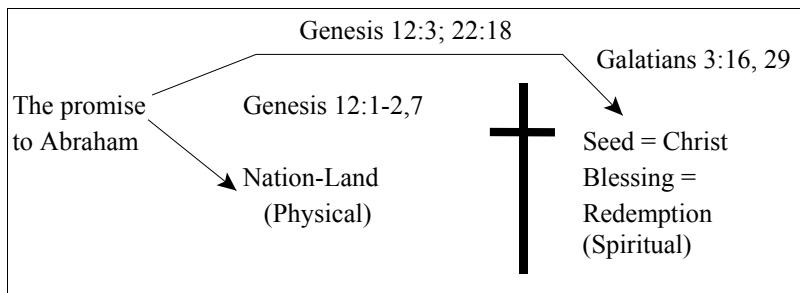 Genesis 12:3; 22:18
Galatians 3:16, 29
The promise
to Abraham
Genesis 12:1-2,7
Nation-Land
(Physical)
Seed = Christ
Blessing =
Redemption
(Spiritual)